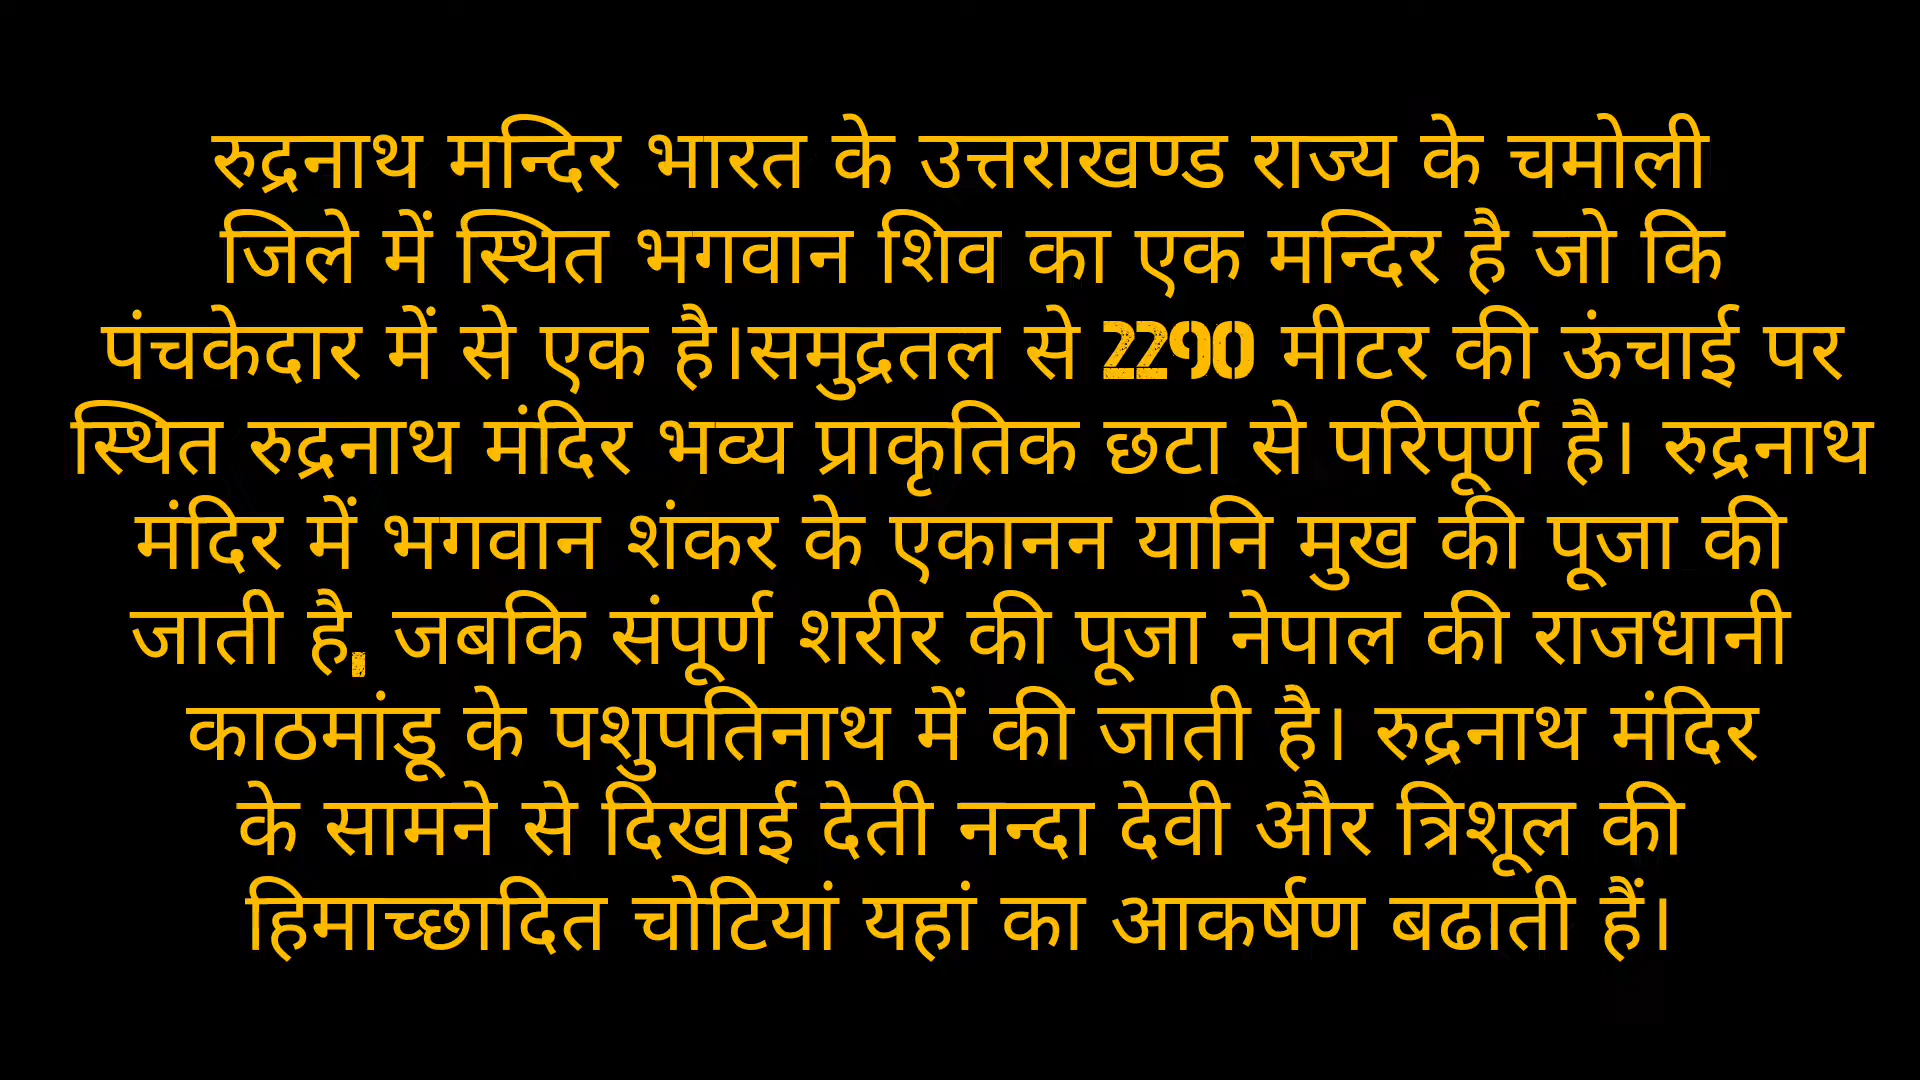 रुद्रनाथ मन्दिर भारत के उत्तराखण्ड राज्य के चमोली
जिले में स्थित भगवान शिव का एक मन्दिर है जो कि
पंचकेदार में से एक है।समुद्रतल से 2290 मीटर की ऊंचाई पर
स्थित रुद्रनाथ मंदिर भव्य प्राकृतिक छटा से परिपूर्ण है। रुद्रनाथ
मंदिर में भगवान शंकर के एकानन यानि मुख की पूजा की
जाती है, जबकि संपूर्ण शरीर की पूजा नेपाल की राजधानी
काठमांडू के पशुपतिनाथ में की जाती है। रुद्रनाथ मंदिर
के सामने से दिखाई देती नन्दा देवी और त्रिशूल की
हिमाच्छादित चोटियां यहां का आकर्षण बढाती हैं।